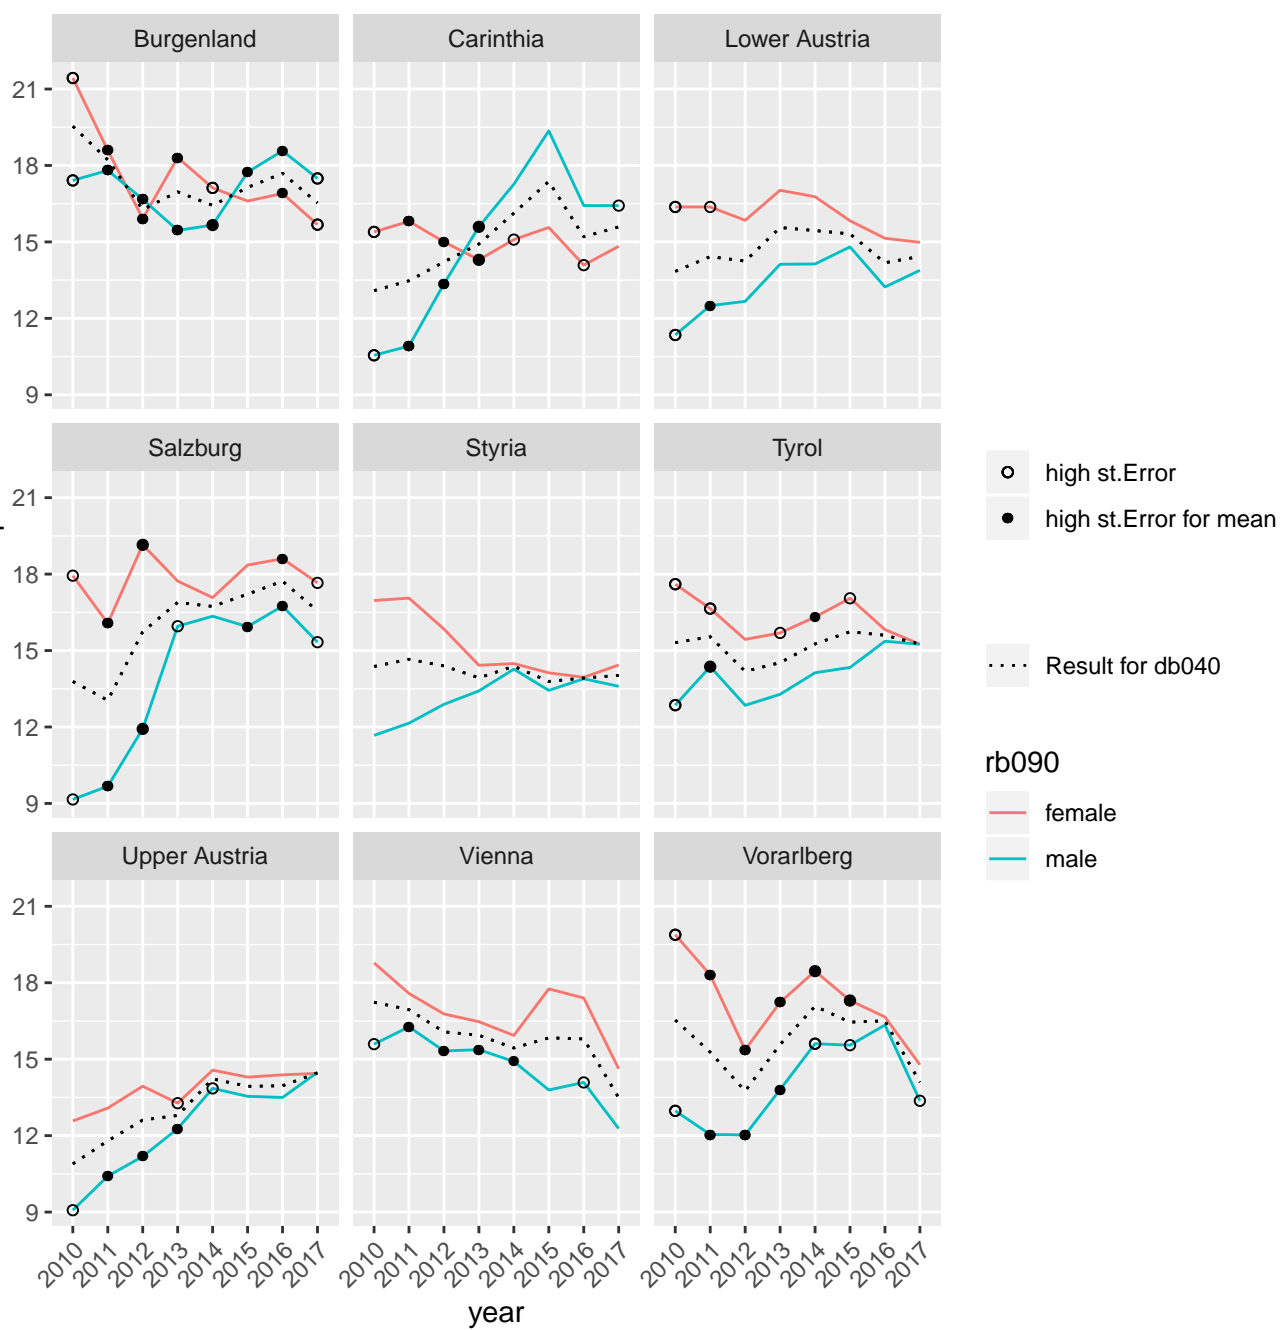 Burgenland Carinthia Lower Austria
21
18
15
12
9
Salzburg Styria Tyrol
21
18
15
12
9
Upper Austria Vienna Vorarlberg
21
18
15
12
9
2010 2011 2012 2013 2014 2015 2016 2017 2010 2011 2012 2013 2014 2015 2016 2017 2010 2011 2012 2013 2014 2015 2016 2017
year
high st.Error
high st.Error for mean
Result for db040
rb090
female
male